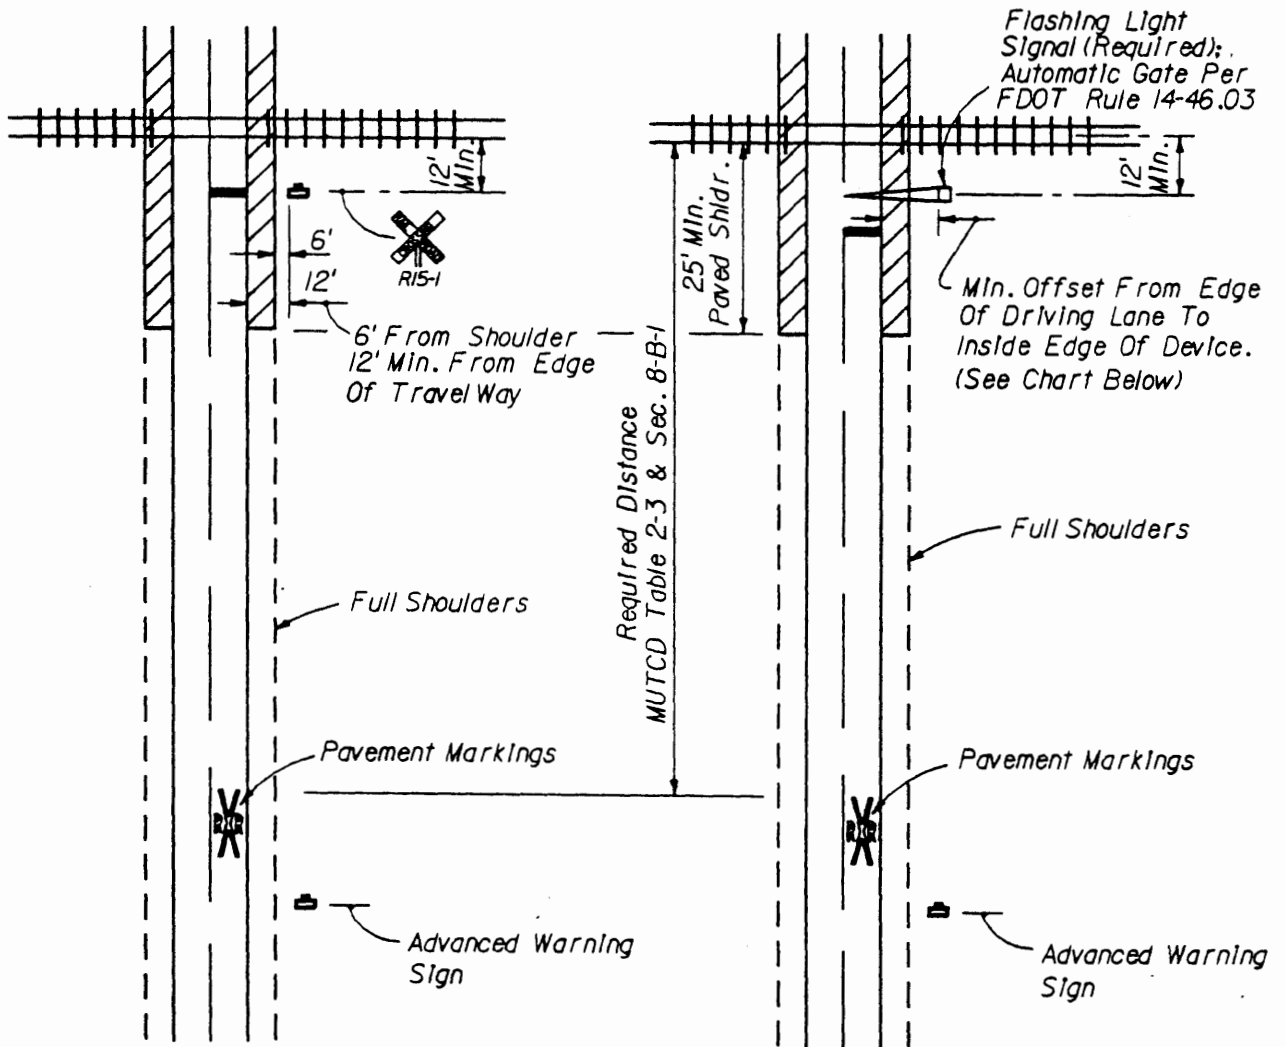 Flashing Light
Signal (Required);
Automatic Gate Per
FDOT Rule 14-46.03
12'
Min.
R15-1
6'
12'
6' From Shoulder
12' Min. From Edge
Of Travel Way
25' Min.
Paved Shldr.
12'
Min.
Min. Offset From Edge
Of Driving Lane To
Inside Edge Of Device.
(See Chart Below)
Required Distance
MUTCD Table 2-3 & Sec. 8-B-1
Full Shoulders
Full Shoulders
Pavement Markings
Pavement Markings
R R
R R
Advanced Warning
Sign
Advanced Warning
Sign